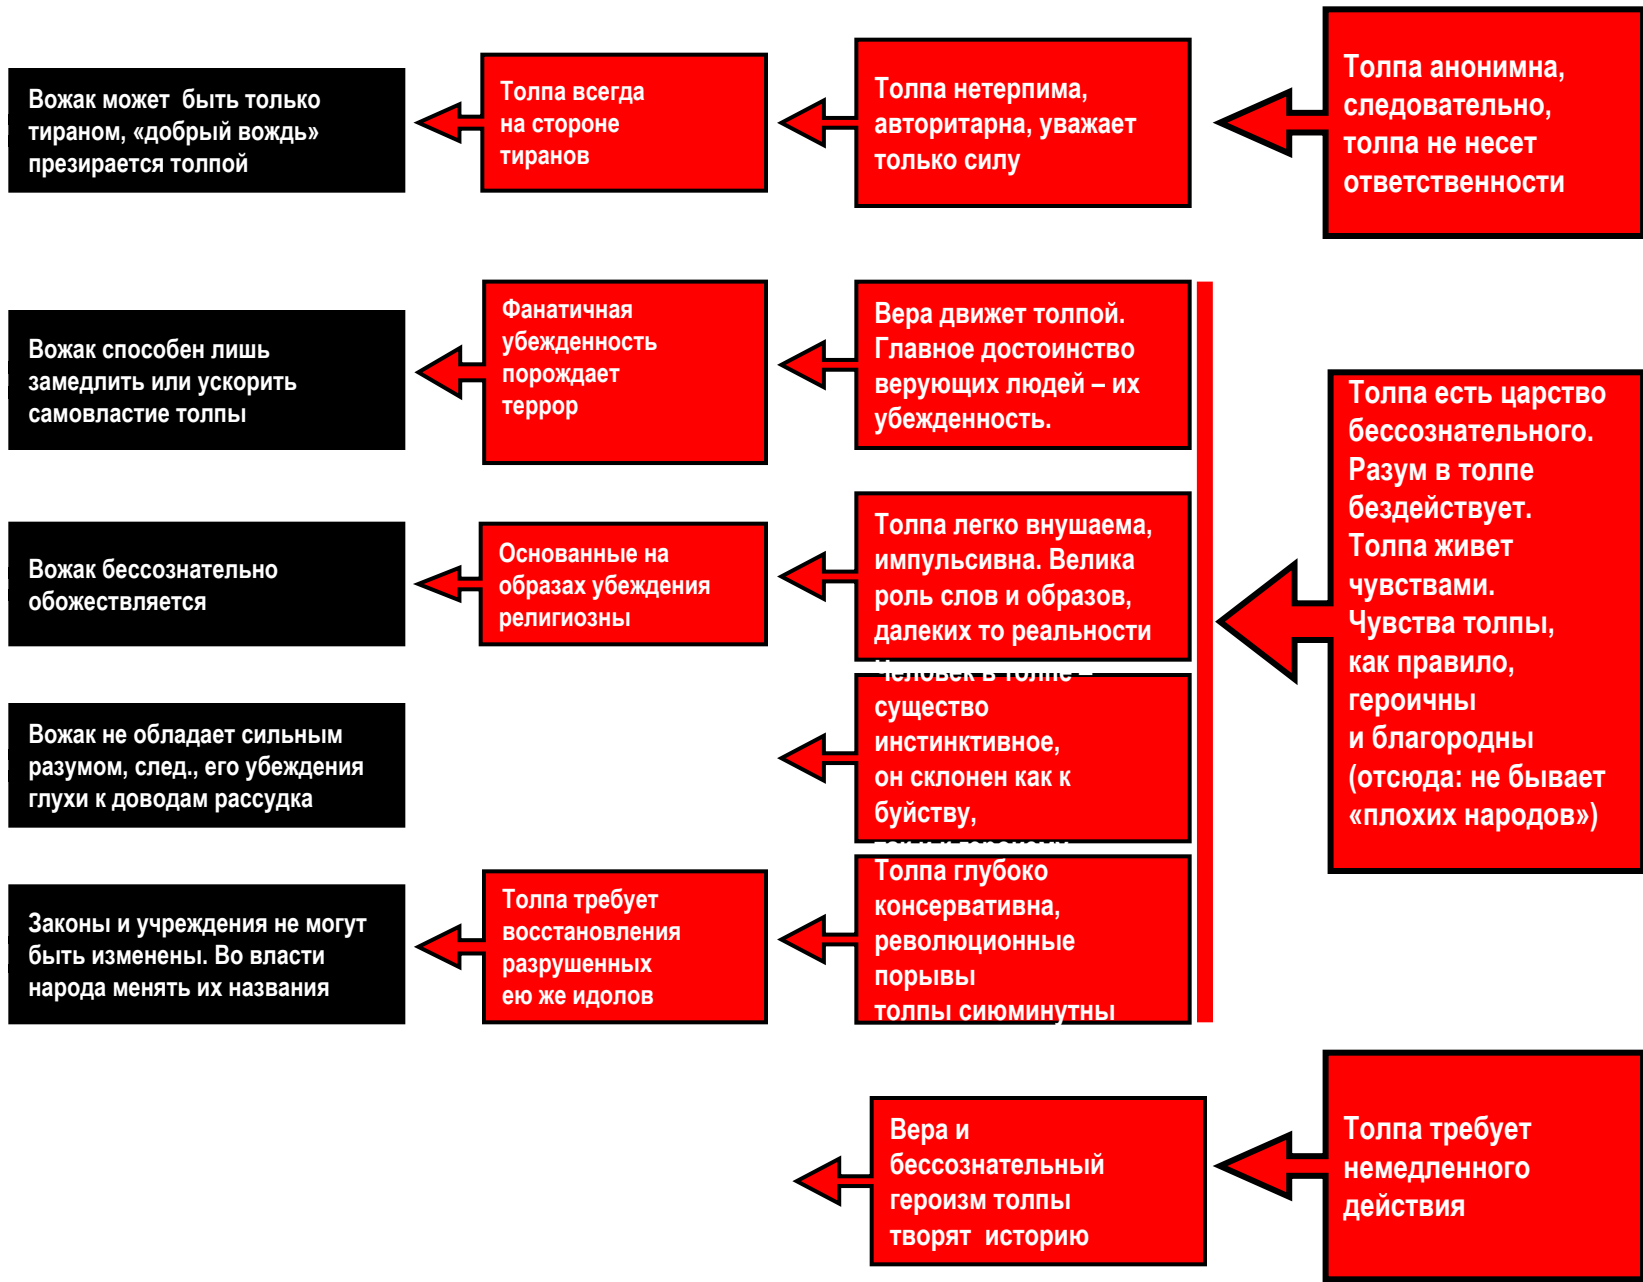 Вожак может  быть только
тираном, «добрый вождь»
презирается толпой
Толпа всегда
на стороне
тиранов
Толпа нетерпима,
авторитарна, уважает
только силу
Толпа анонимна,
следовательно,
толпа не несет
ответственности
Вожак способен лишь
замедлить или ускорить
самовластие толпы
Фанатичная
убежденность
порождает
террор
Вера движет толпой.
Главное достоинство
верующих людей – их
убежденность.
Толпа есть царство
бессознательного.
Разум в толпе
бездействует.
Толпа живет
чувствами.
Чувства толпы,
как правило,
героичны
и благородны
(отсюда: не бывает
«плохих народов»)
Вожак бессознательно
обожествляется
Основанные на
образах убеждения
религиозны
Толпа легко внушаема,
импульсивна. Велика
роль слов и образов,
далеких то реальности
Вожак не обладает сильным
разумом, след., его убеждения
глухи к доводам рассудка
Человек в толпе –
существо
инстинктивное,
он склонен как к
буйству,
Законы и учреждения не могут
быть изменены. Во власти
народа менять их названия
Толпа требует
восстановления
разрушенных
ею же идолов
Толпа глубоко
консервативна,
революционные
порывы
толпы сиюминутны
Вера и
бессознательный
героизм толпы
творят  историю
Толпа требует
немедленного
действия